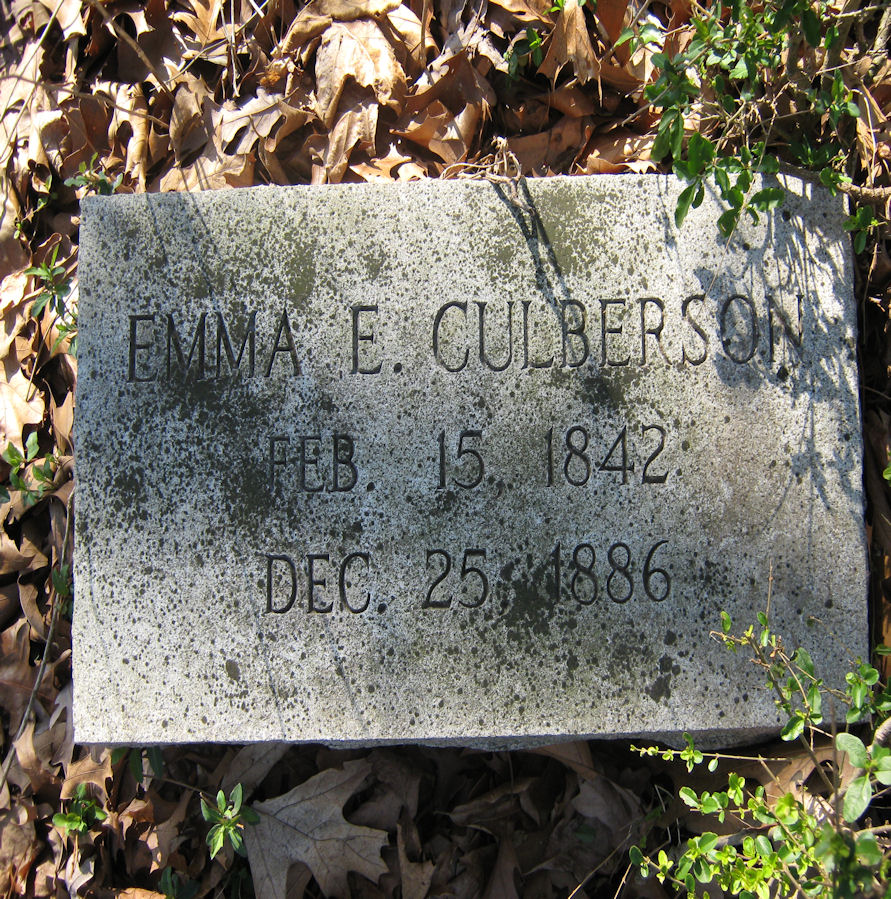 EMMA E. CULBERSON
FEB. 15, 1842
DEC. 25, 1886